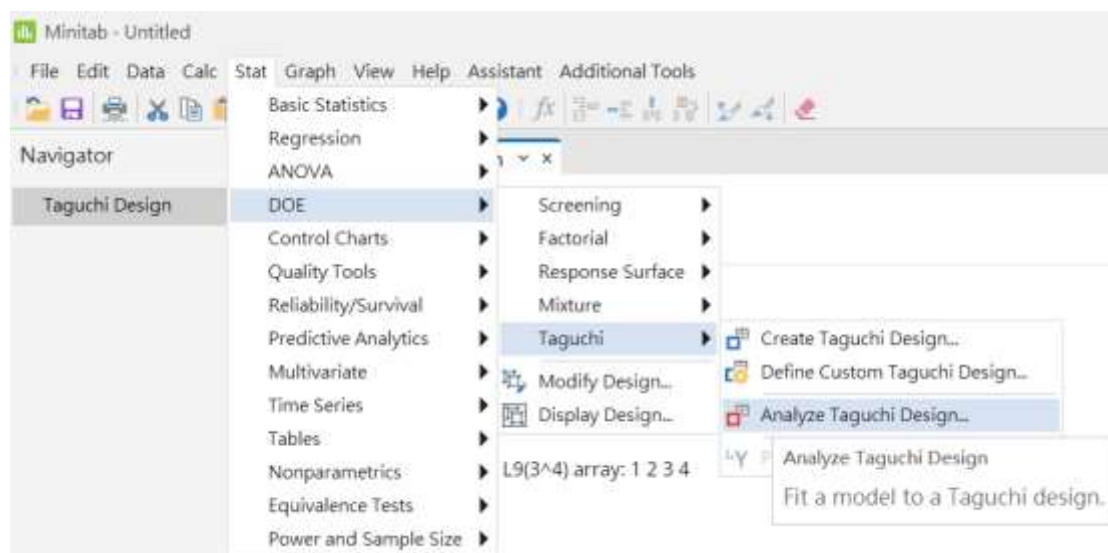 Minitab - Untitled
File Edit Data Calc Stat Graph View Help Assistant Additional Tools
Basic Statistics
Regression
Navigator
ANOVA
Taguchi Design
DOE
Screening
Control Charts
Factorial
Quality Tools
Response Surface
Reliability/Survival
Mixture
Predictive Analytics
Taguchi
Create Taguchi Design...
Multivariate
Modify Design...
Define Custom Taguchi Design...
Time Series
Display Design...
Analyze Taguchi Design...
Tables
Nonparametrics
L9(3^4) array: 1 2 3 4
Analyze Taguchi Design
Equivalence Tests
Fit a model to a Taguchi design.
Power and Sample Size